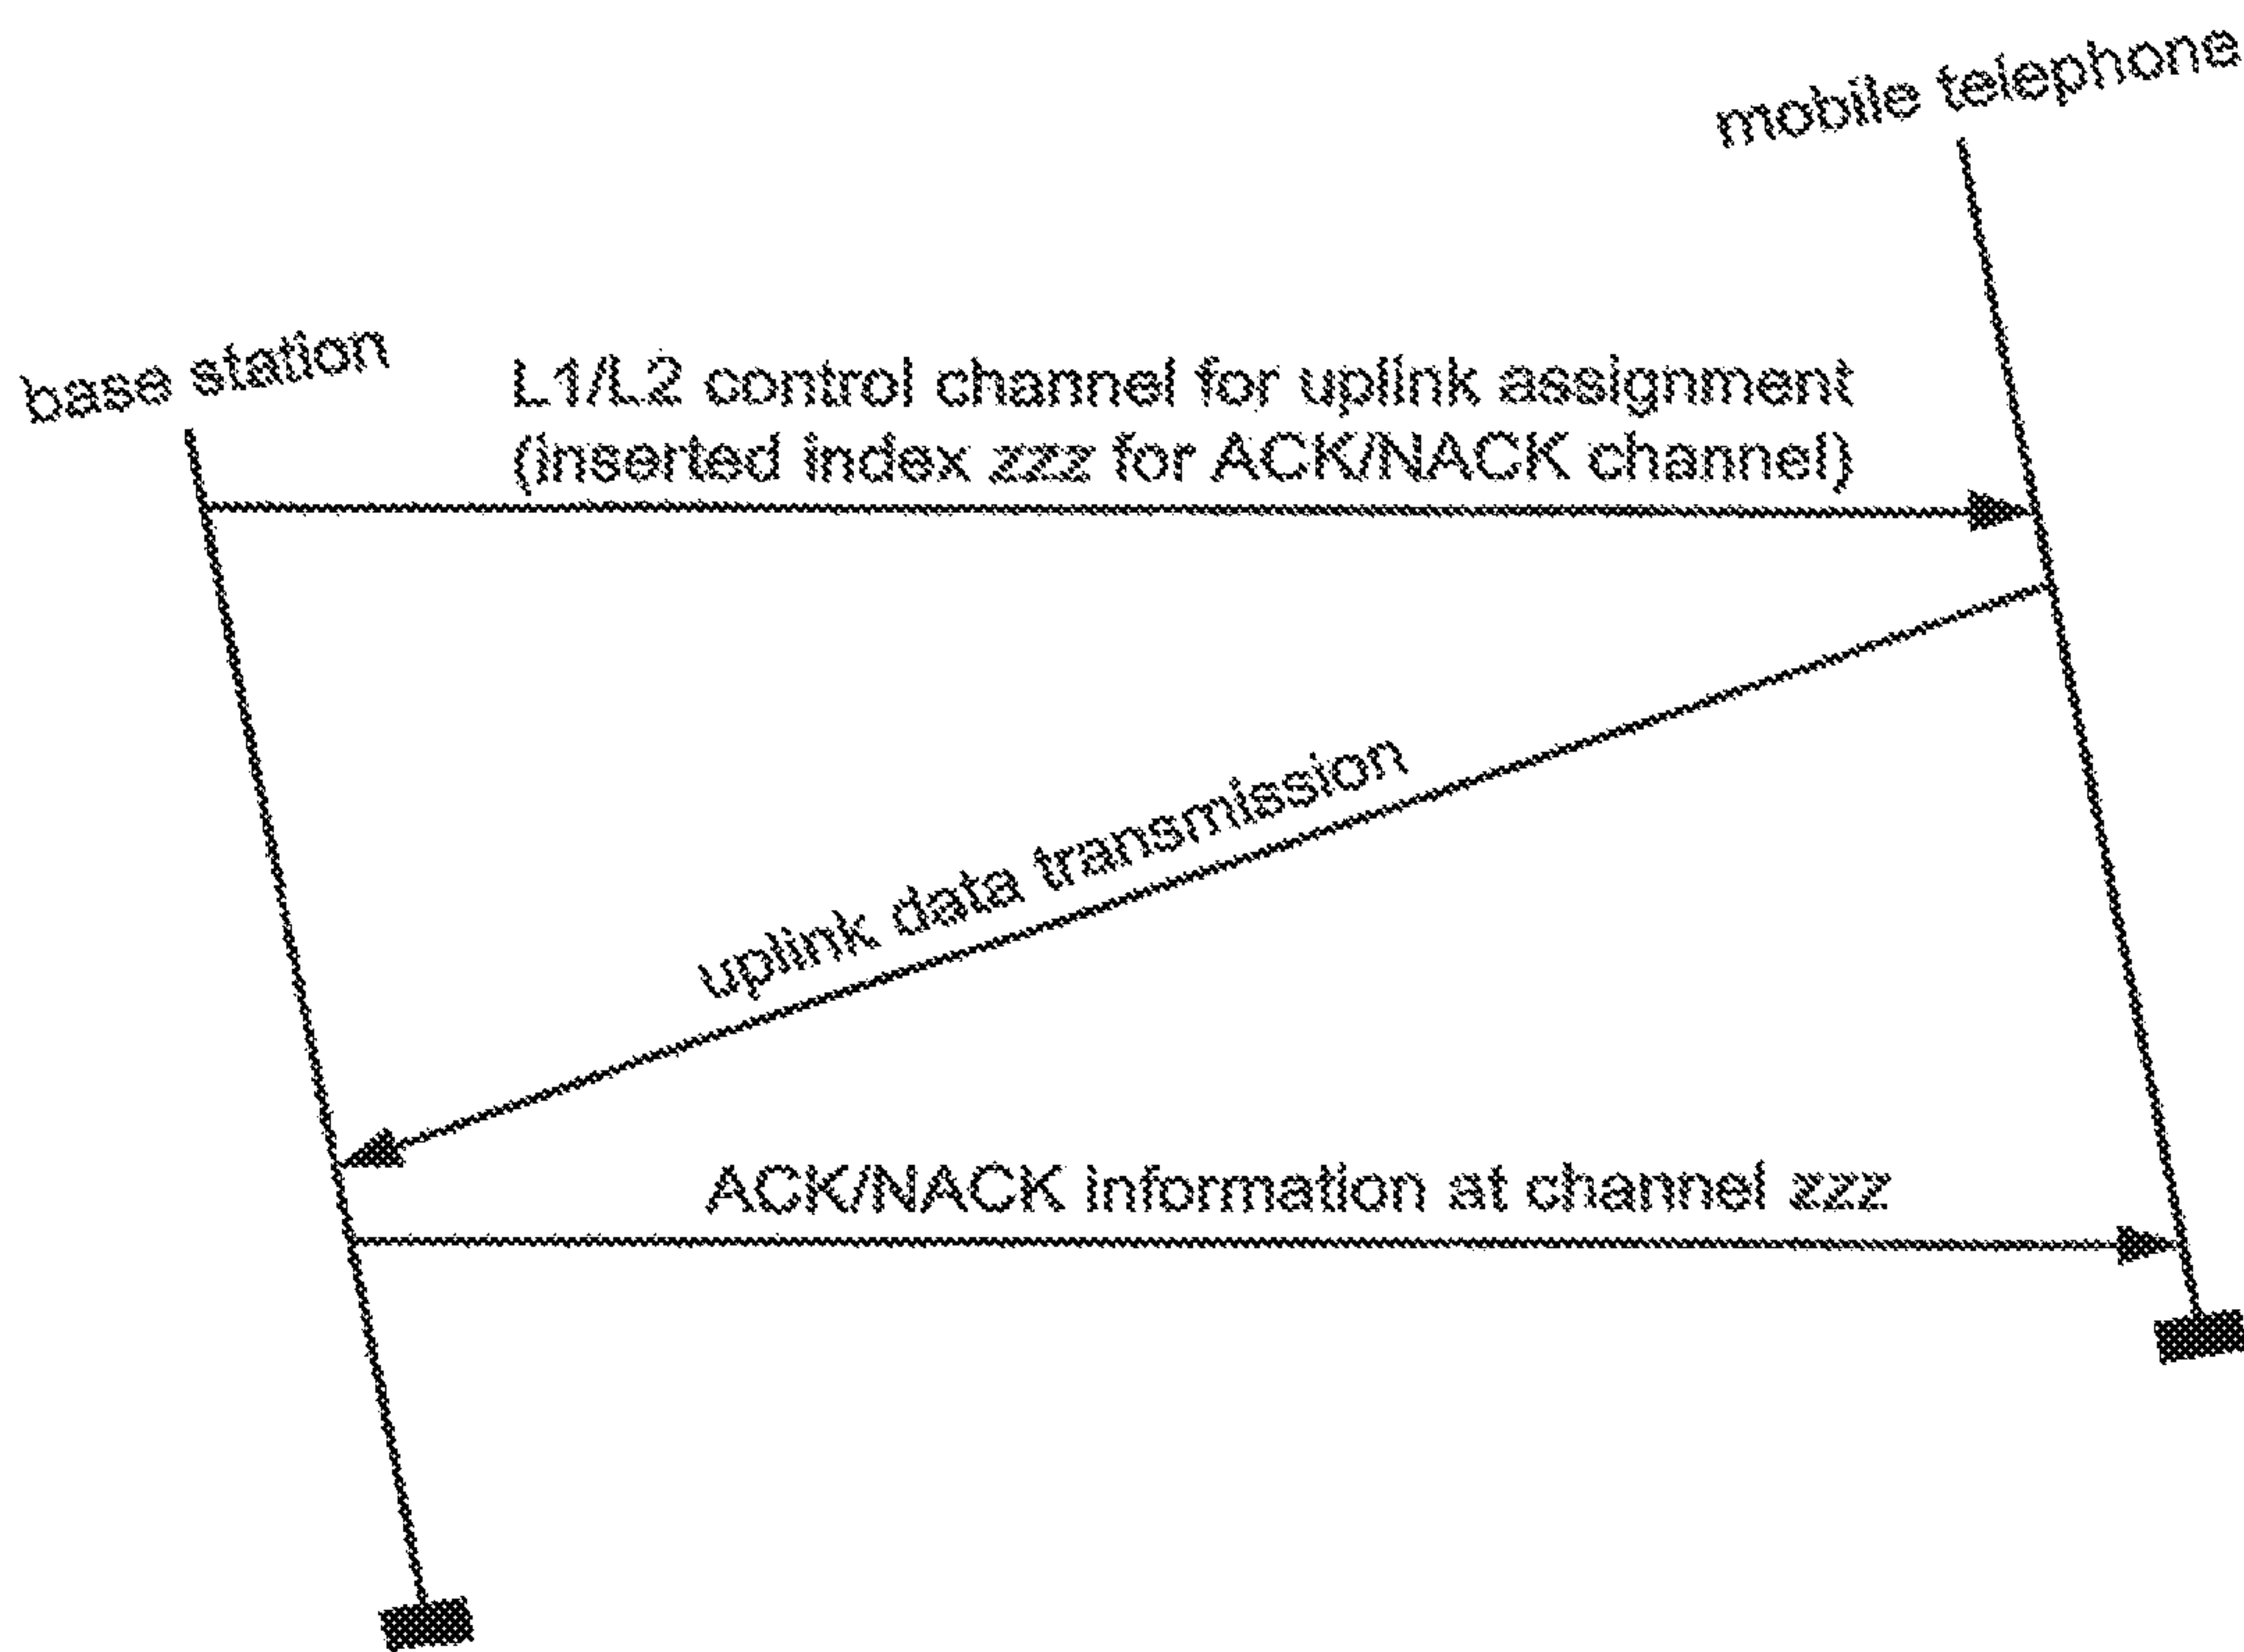 mobile telephone
base station
L1/L2 control channel for uplink assignment
(inserted index zzz for ACK/NACK channel)
uplink data transmission
ACK/NACK information at channel zzz